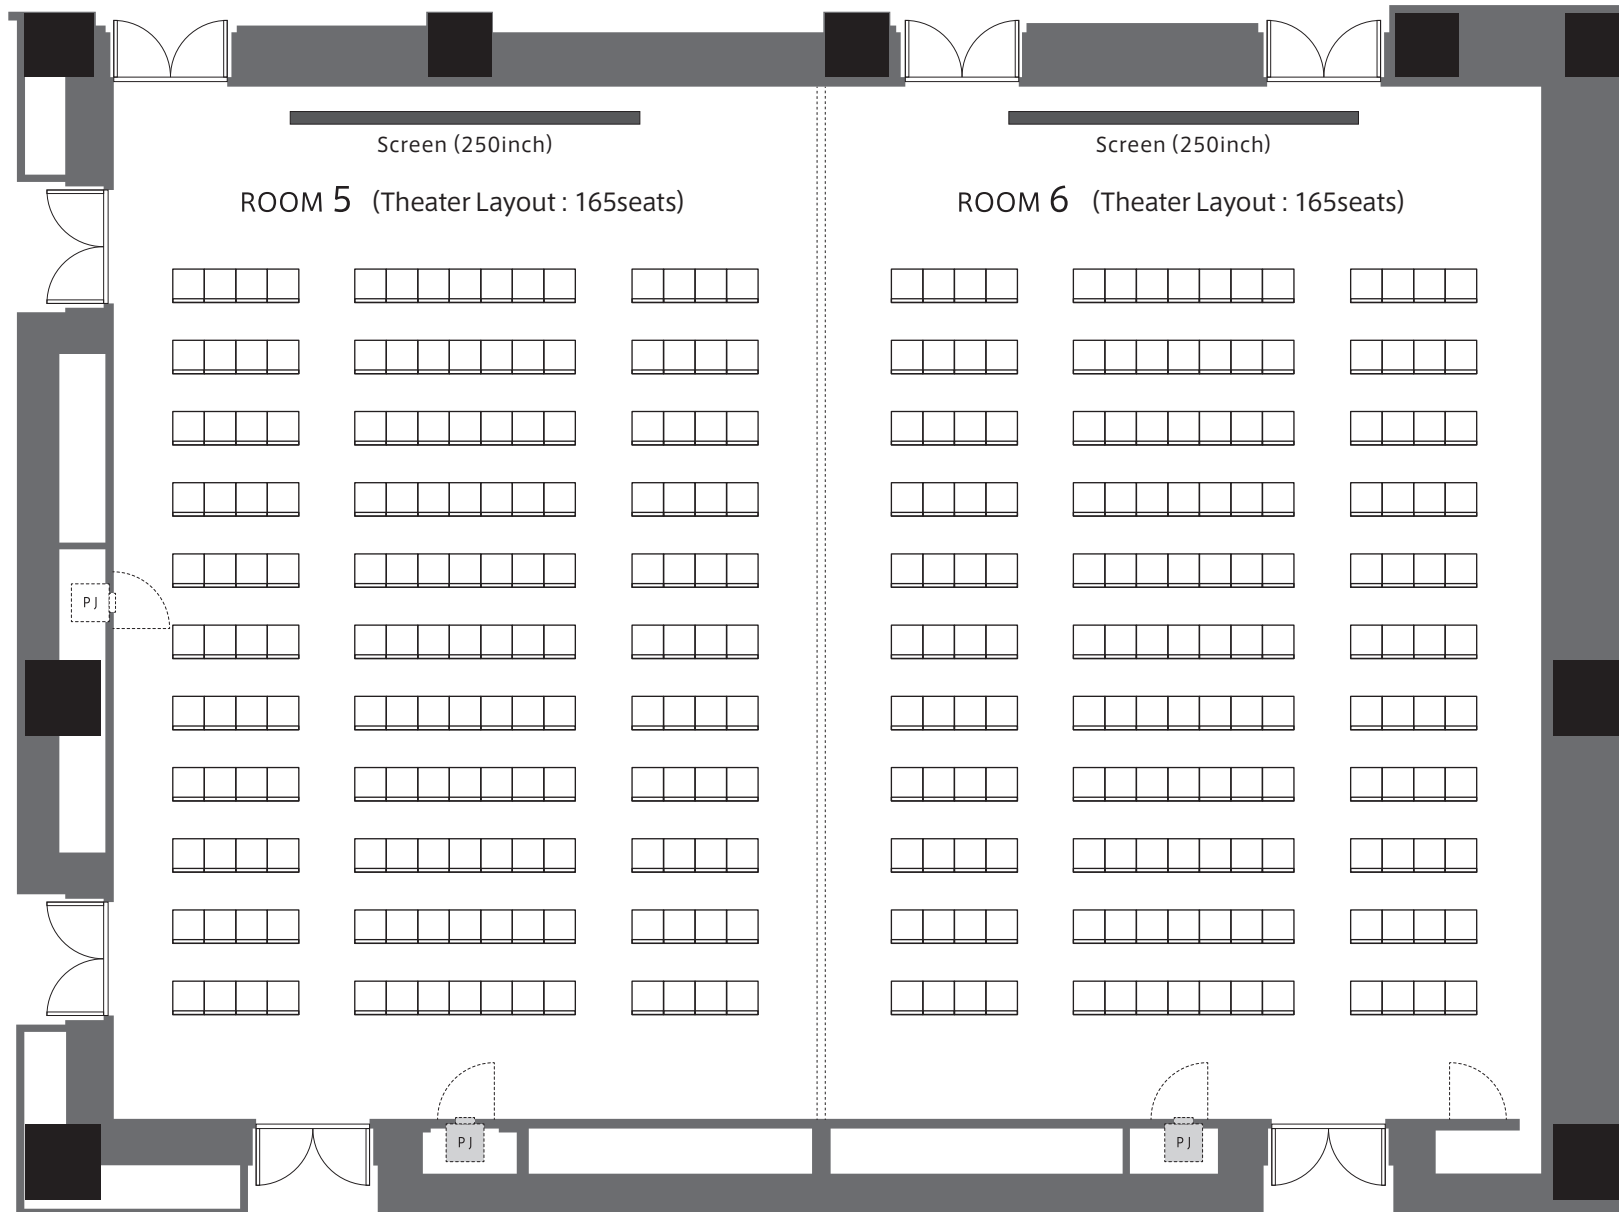 Screen (250inch)
Screen (250inch)
ROOM 5 (Theater Layout : 165seats)
ROOM 6 (Theater Layout : 165seats)
PJ
PJ
PJ